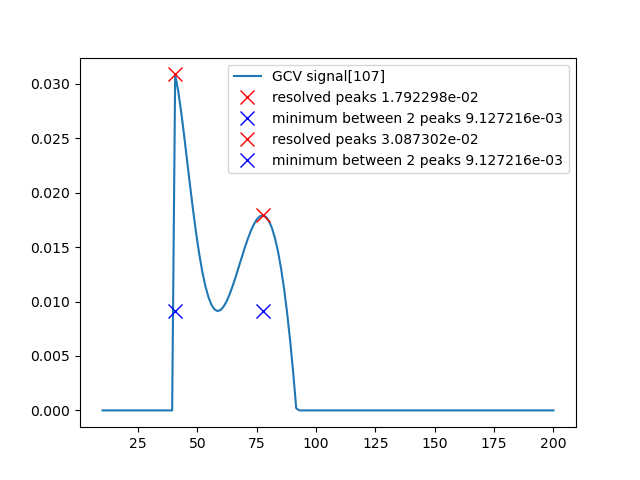 GCV signal[107]
resolved peaks 1.792298e-02
minimum between 2 peaks 9.127216e-03
resolved peaks 3.087302e-02
minimum between 2 peaks 9.127216e-03
0.030
0.025
0.020
0.015
0.010
0.005
0.000
25 50 75 100 125 150 175 200